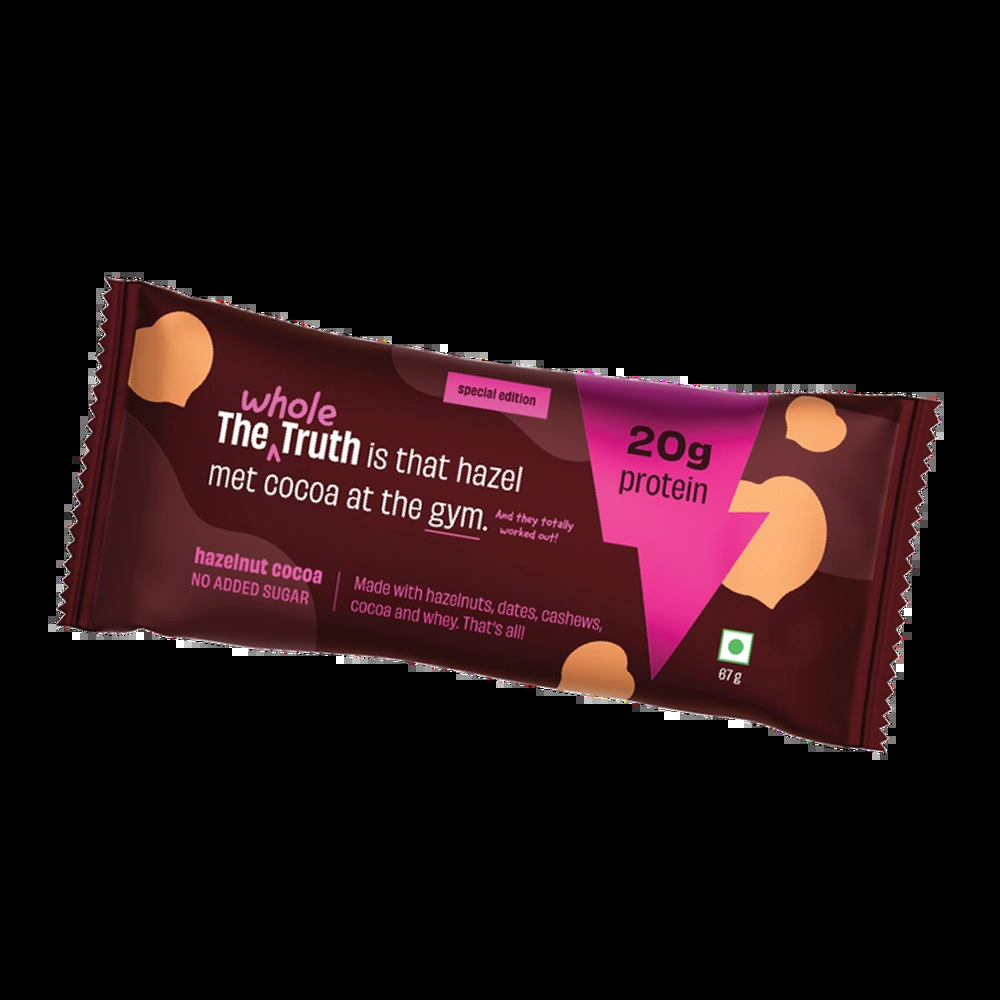 special edition
whole
The Truth is that hazel
met cocoa at the gym.
And they totally
worked out!
20g
protein
hazelnut cocoa
NO ADDED SUGAR
Made with hazelnuts, dates, cashews,
cocoa and whey. That's all!
67g